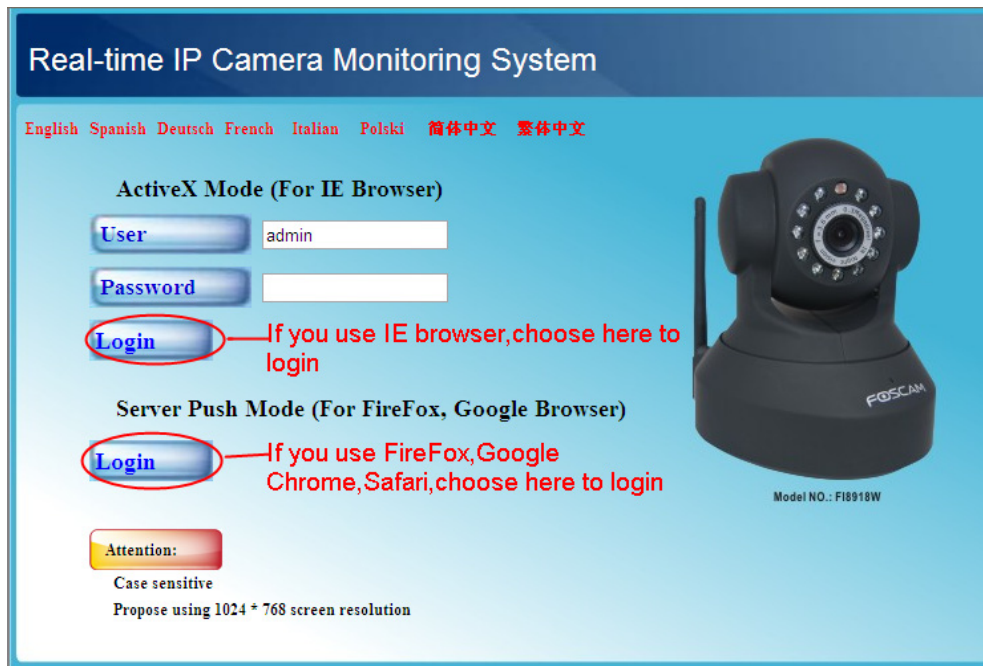 Real-time IP Camera Monitoring System
English Spanish Deutsch French Italian Polski 简体中文 繁体中文
ActiveX Mode (For IE Browser)
User admin
Password
Login
If you use IE browser,choose here to
login
Server Push Mode (For FireFox, Google Browser)
Login
If you use FireFox,Google
Chrome,Safari,choose here to login
FOSCAM
Model NO.: FI8918W
Attention:
Case sensitive
Propose using 1024 * 768 screen resolution